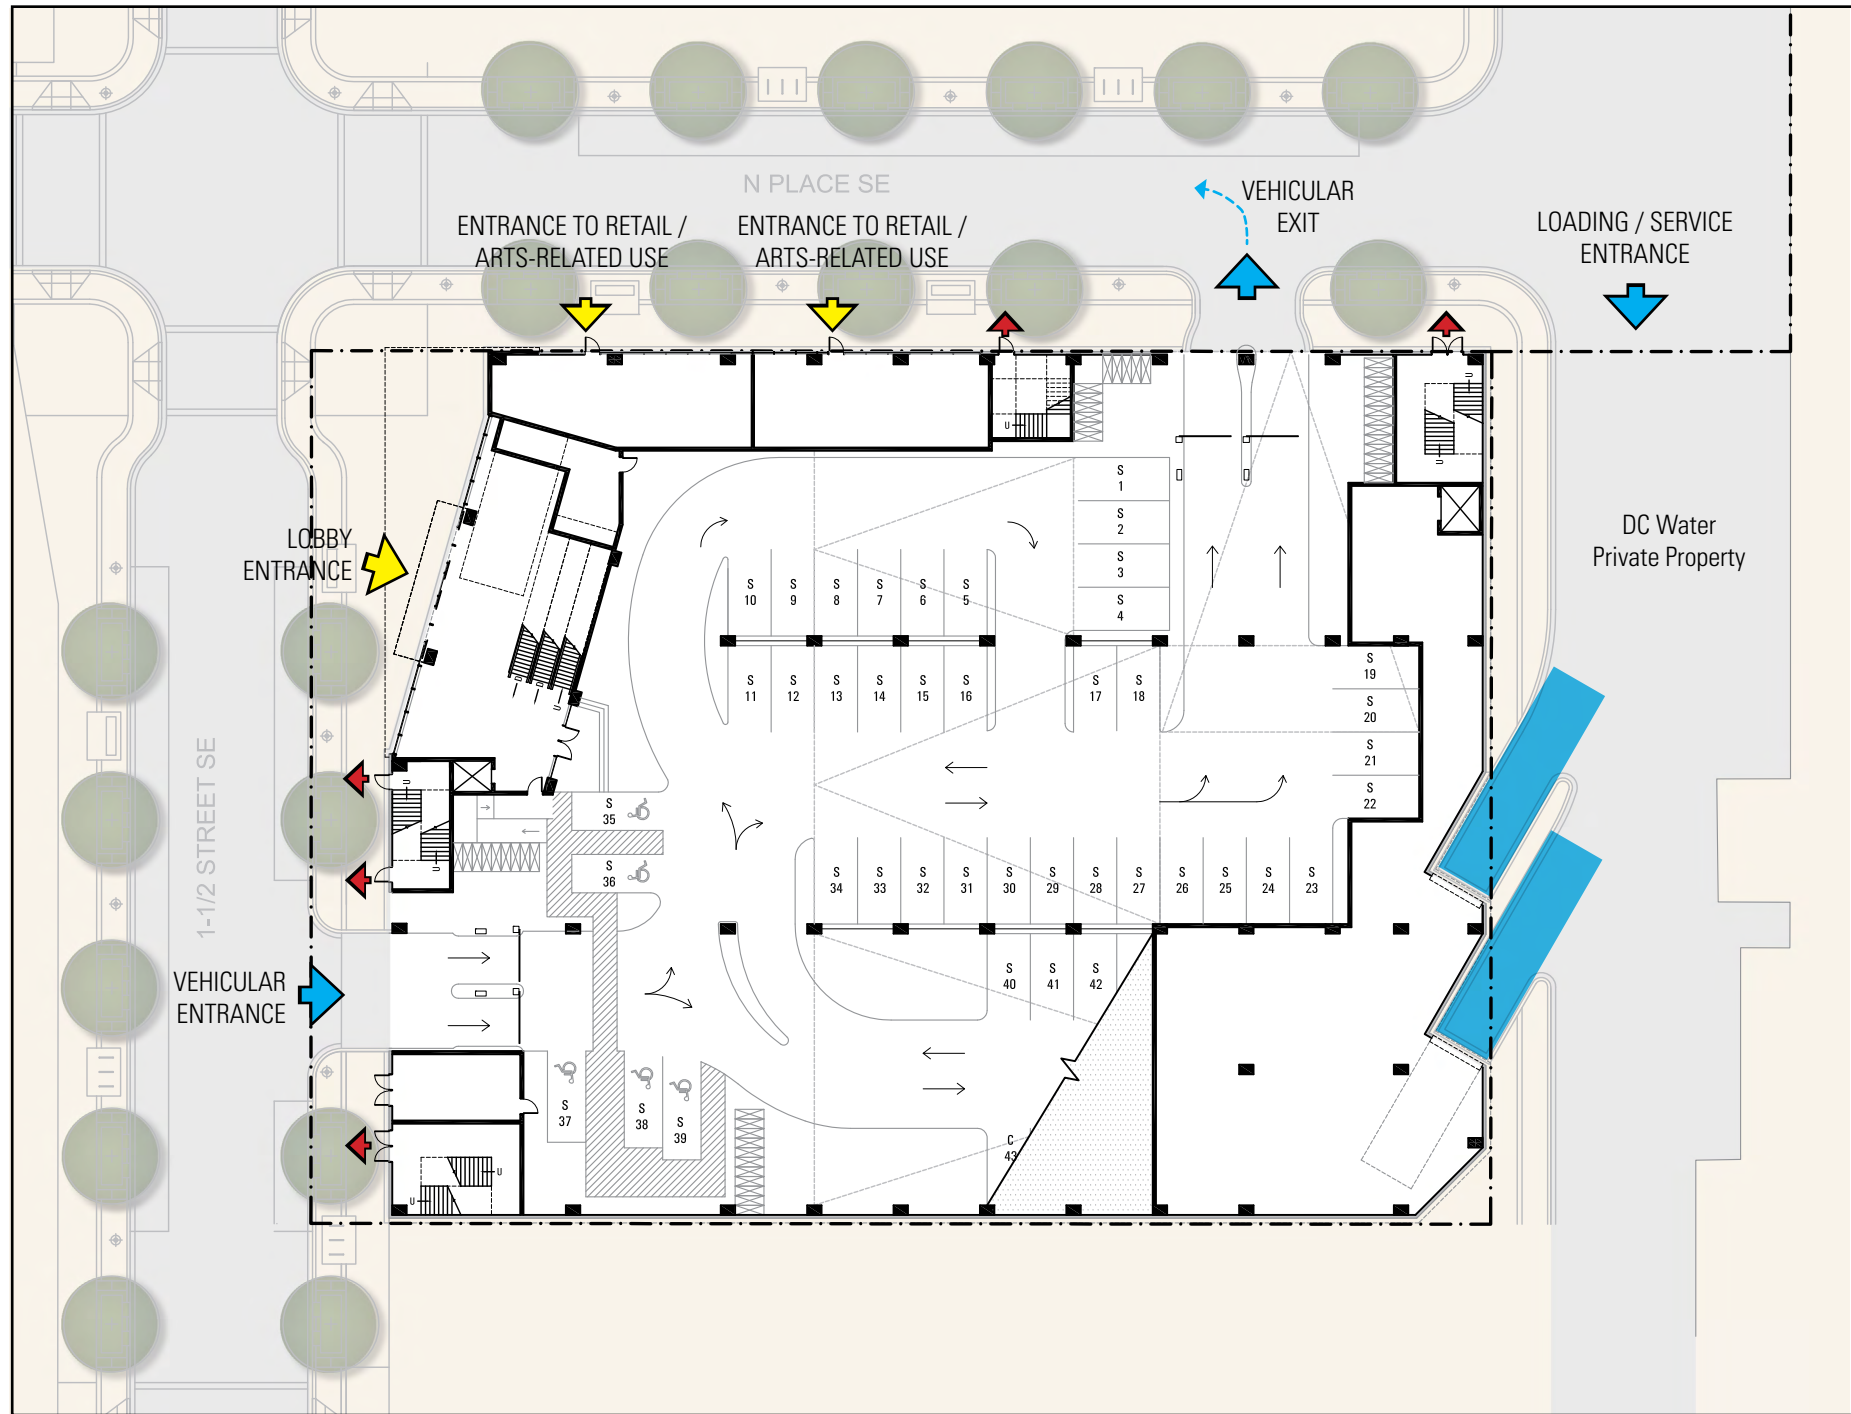 N PLACE SE
VEHICULAR
EXIT
LOADING / SERVICE
ENTRANCE
ENTRANCE TO RETAIL /
ARTS-RELATED USE
ENTRANCE TO RETAIL /
ARTS-RELATED USE
U
U
U
S
1
S
2
S
3
S
4
LOBBY
ENTRANCE
DC Water
Private Property
S
10
S
9
S
8
S
7
S
6
S
5
S
11
S
12
S
13
S
14
S
15
S
16
S
17
S
18
S
19
S
20
S
21
S
22
U
U
U
1-1/2 STREET SE
S
35
S
36
S
34
S
33
S
32
S
31
S
30
S
29
S
28
S
27
S
26
S
25
S
24
S
23
VEHICULAR
ENTRANCE
S
40
S
41
S
42
S
37
S
38
S
39
C
43
U
U